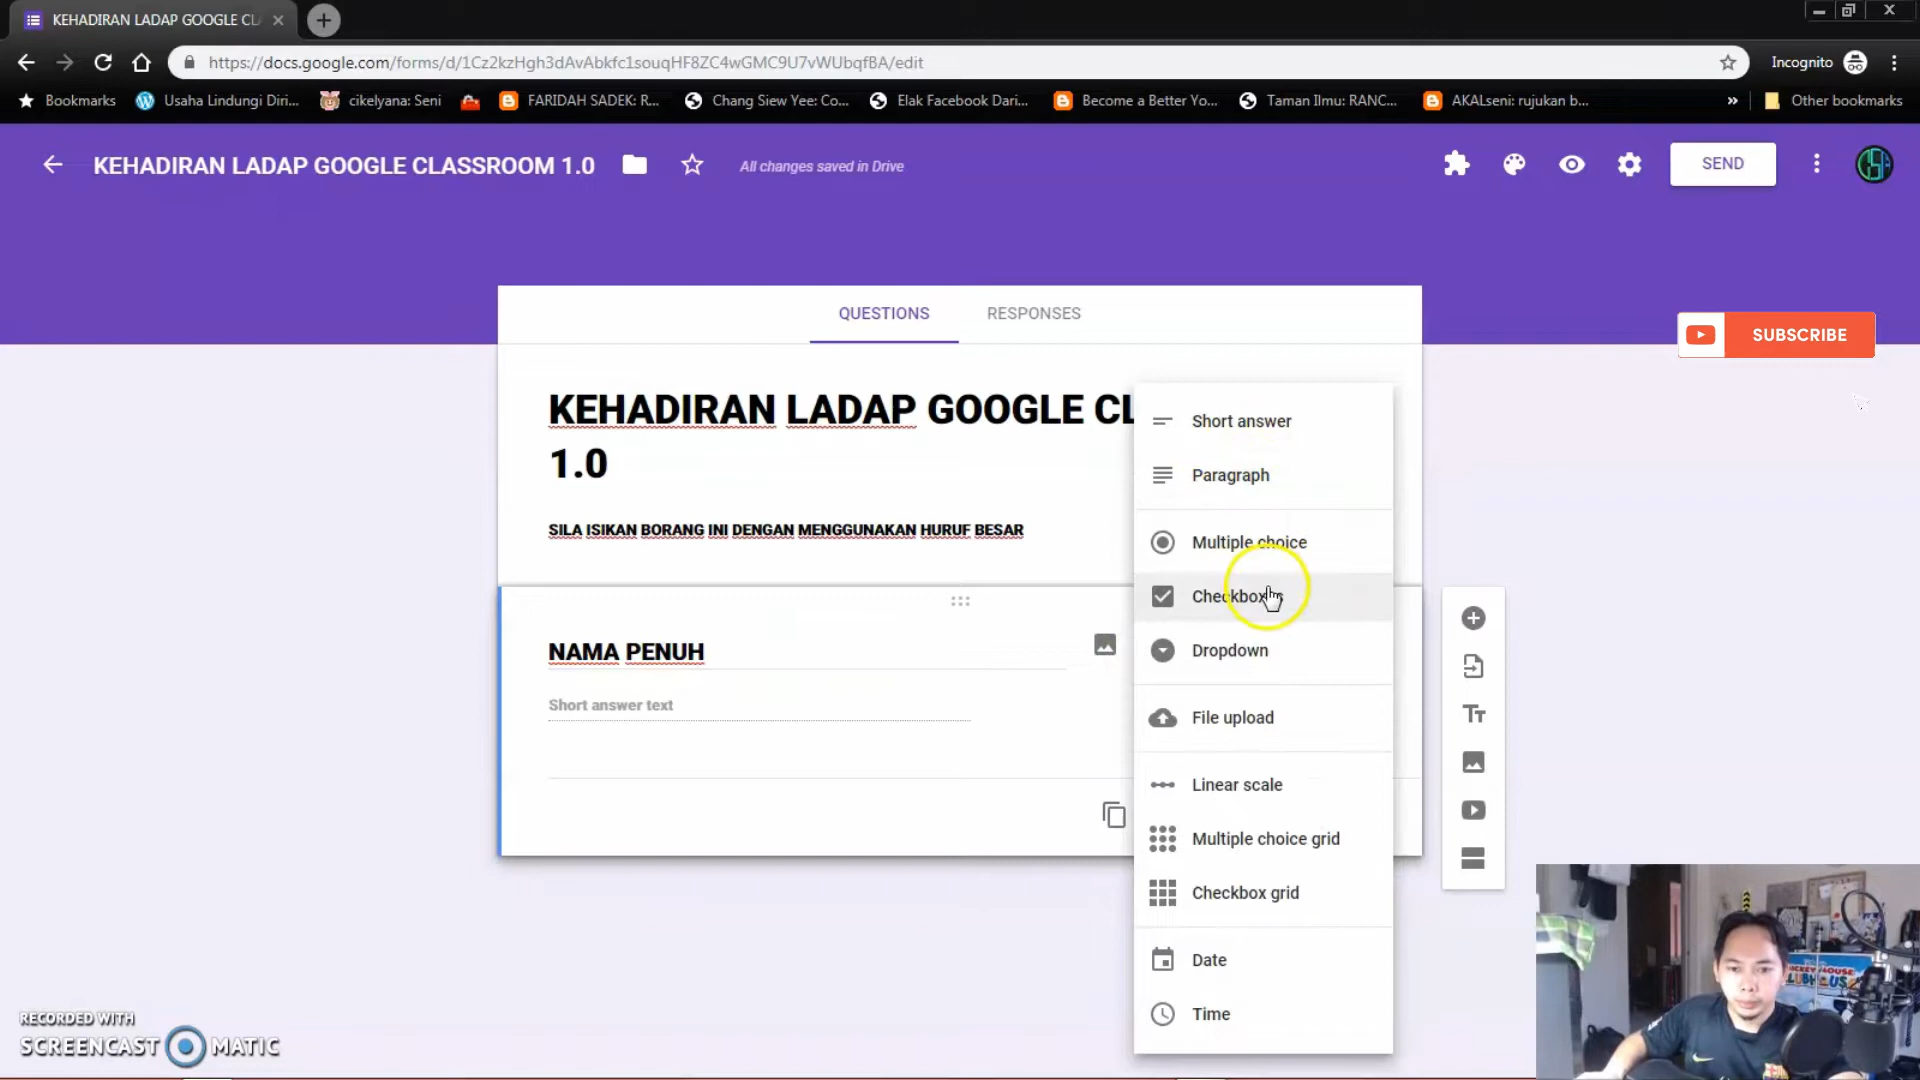 KEHADIRAN LADAP GOOGLE CL
https://docs.google.com/forms/d/1Cz2kzHgh3dAvAbkfc1souqHF8ZC4wGMC9U7vWUbqfBA/edit
Incognito
Bookmarks
Usaha Lindungi Diri...
cikelyana: Seni
FARIDAH SADEK: R...
Chang Siew Yee: Co...
Elak Facebook Dari...
Become a Better Yo...
Taman Ilmu: RANC...
AKALseni: rujukan b...
»
Other bookmarks
KEHADIRAN LADAP GOOGLE CLASSROOM 1.0
All changes saved in Drive
SEND
QUESTIONS
RESPONSES
SUBSCRIBE
KEHADIRAN LADAP GOOGLE CL
1.0
SILA ISIKAN BORANG INI DENGAN MENGGUNAKAN HURUF BESAR
NAMA PENUH
Short answer text
Short answer
Paragraph
Multiple choice
Checkboxes
Dropdown
File upload
Linear scale
Multiple choice grid
Checkbox grid
Date
Time
Tт
RECORDED WITH
SCREENCAST MATIC